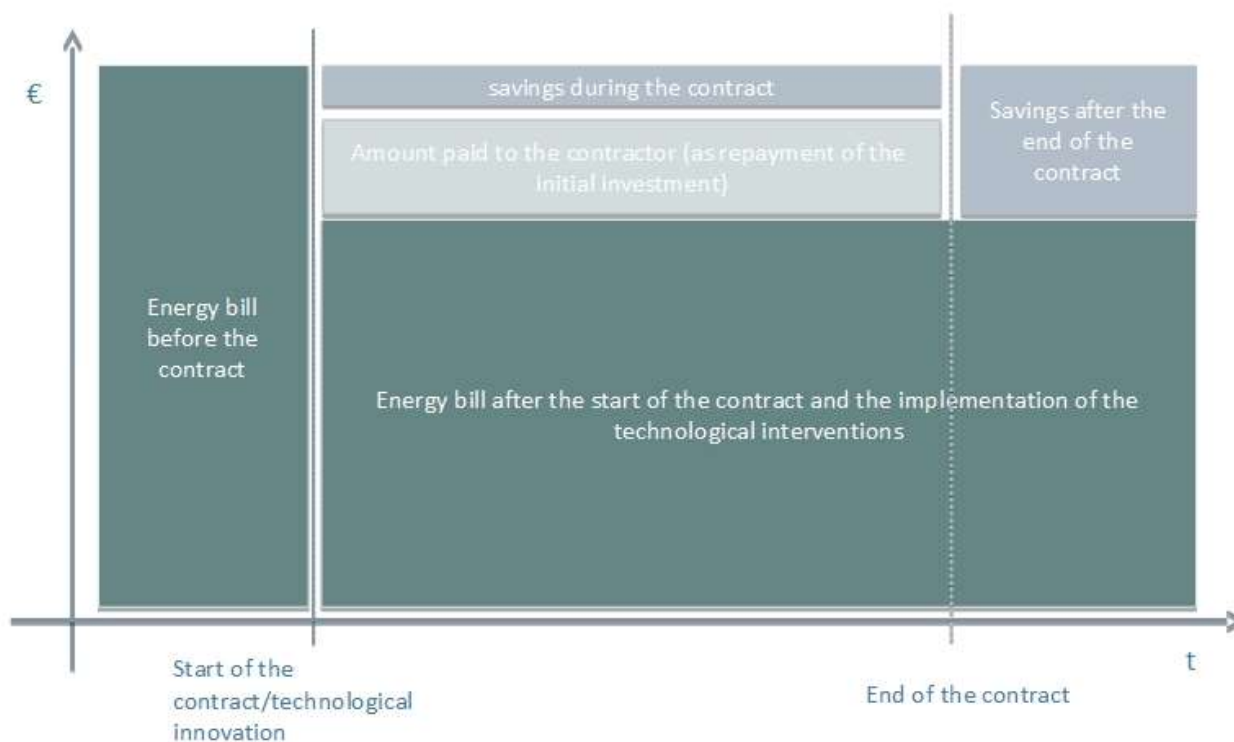 €
savings during the contract
Amount paid to the contractor (as repayment of the
initial investment)
Savings after the
end of the
contract
Energy bill
before the
contract
Energy bill after the start of the contract and the implementation of the
technological interventions
t
Start of the
contract/technological
innovation
End of the contract